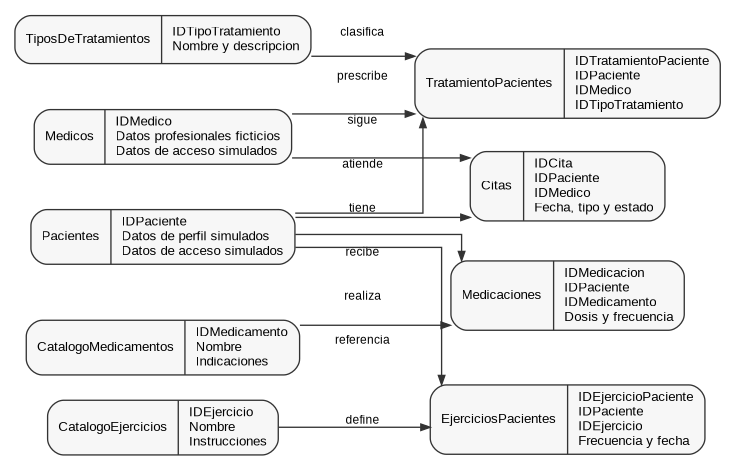 TiposDeTratamientos
IDTipoTratamiento
Nombre y descripcion
clasifica
prescribe
TratamientoPacientes
IDTratamientoPaciente
IDPaciente
IDMedico
IDTipoTratamiento
Medicos
IDMedico
Datos profesionales ficticios
Datos de acceso simulados
sigue
atiende
Citas
IDCita
IDPaciente
IDMedico
Fecha, tipo y estado
Pacientes
IDPaciente
Datos de perfil simulados
Datos de acceso simulados
tiene
recibe
Medicaciones
IDMedicacion
IDPaciente
IDMedicamento
Dosis y frecuencia
realiza
CatalogoMedicamentos
IDMedicamento
Nombre
Indicaciones
referencia
CatalogoEjercicios
IDEjercicio
Nombre
Instrucciones
define
EjerciciosPacientes
IDEjercicioPaciente
IDPaciente
IDEjercicio
Frecuencia y fecha